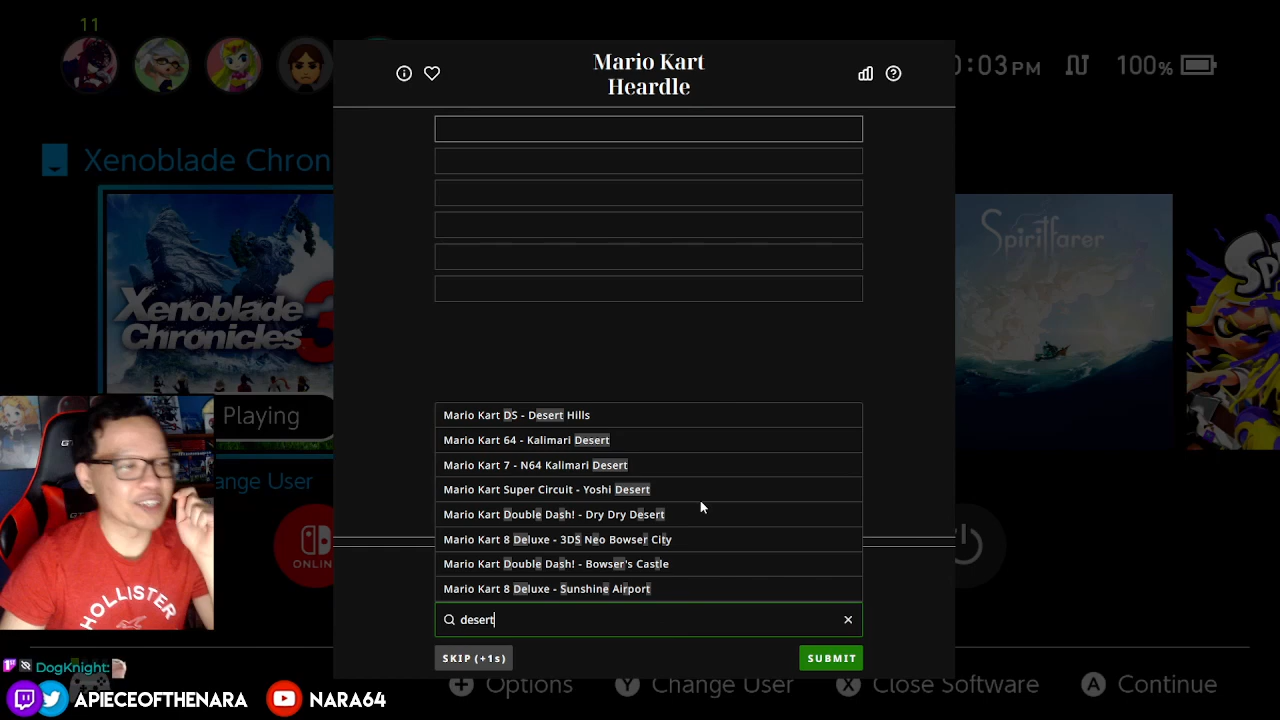 11
Mario Kart
Heardle
:03PM
100%
Xenoblade Chron
Xenoblade
Chronicles
3
Spiritfarer
Playing
ange User
ONLIN
Mario Kart DS - Desert Hills
Mario Kart 64 - Kalimari Desert
Mario Kart 7 - N64 Kalimari Desert
Mario Kart Super Circuit - Yoshi Desert
Mario Kart Double Dash! - Dry Dry Desert
Mario Kart 8 Deluxe - 3DS Neo Bowser City
Mario Kart Double Dash! - Bowser's Castle
Mario Kart 8 Deluxe - Sunshine Airport
desert
SKIP (+1s)
SUBMIT
HOLLISTER
DogKnight:
APIECEOFTHENARA
NARA64
+ Options
Y Change User
X Close Software
A Continue